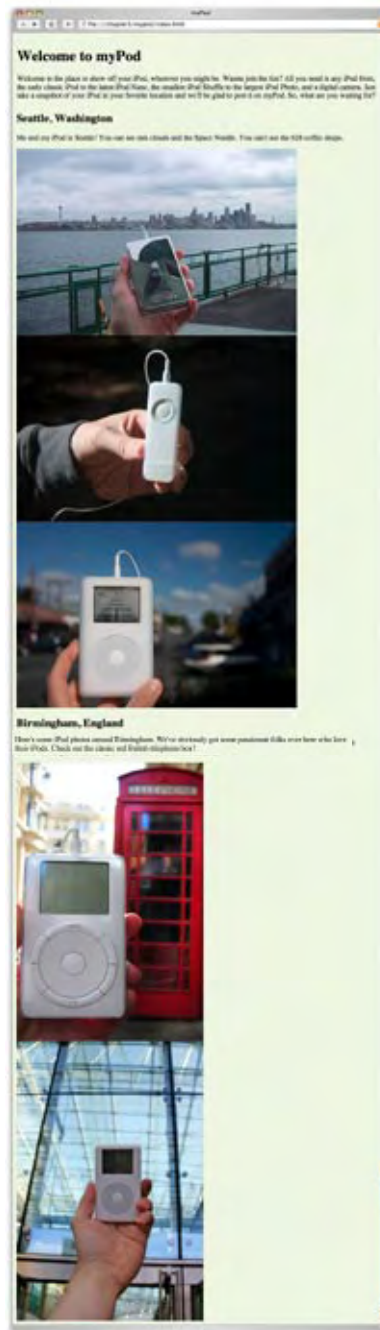 myPod
Welcome to myPod
Welcome to the place to show off your iPod, wherever you might be. Wanna join the fun? All you need is any iPod from,
the early classic iPod to the latest iPod Nano, the smallest iPod Shuffle to the largest iPod Photo, and a digital camera. Just
take a snapshot of your iPod in your favorite location and we'll be glad to post it on myPod. So, what are you waiting for?
Seattle, Washington
Me and my iPod in Seattle! You can see rain clouds and the Space Needle. You can't see the 628 coffee shops.
Birmingham, England
Here's some iPod photos around Birmingham. We've obviously got some passionate folks over here who love
their iPods. Check out the classic red British telephone box!
TELEPHONE